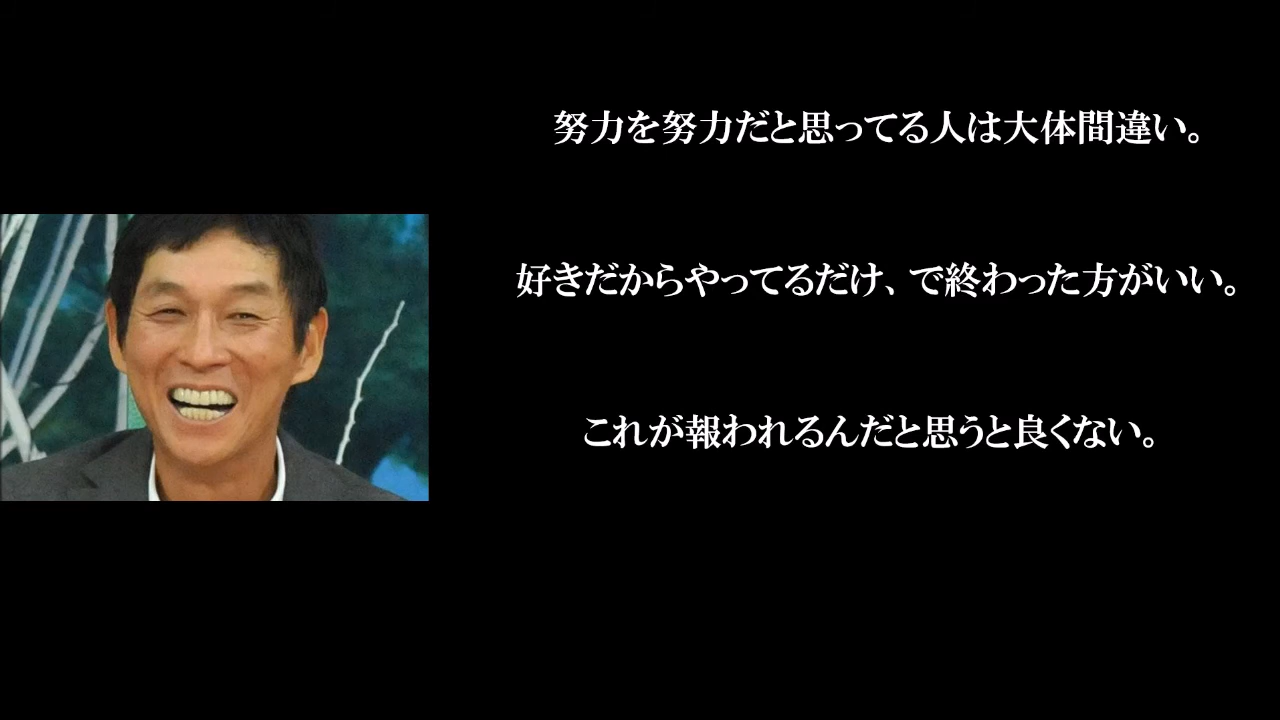 努力を努力だと思ってる人は大体間違い。
好きだからやってるだけ、で終わった方がいい。
これが報われるんだと思うと良くない。